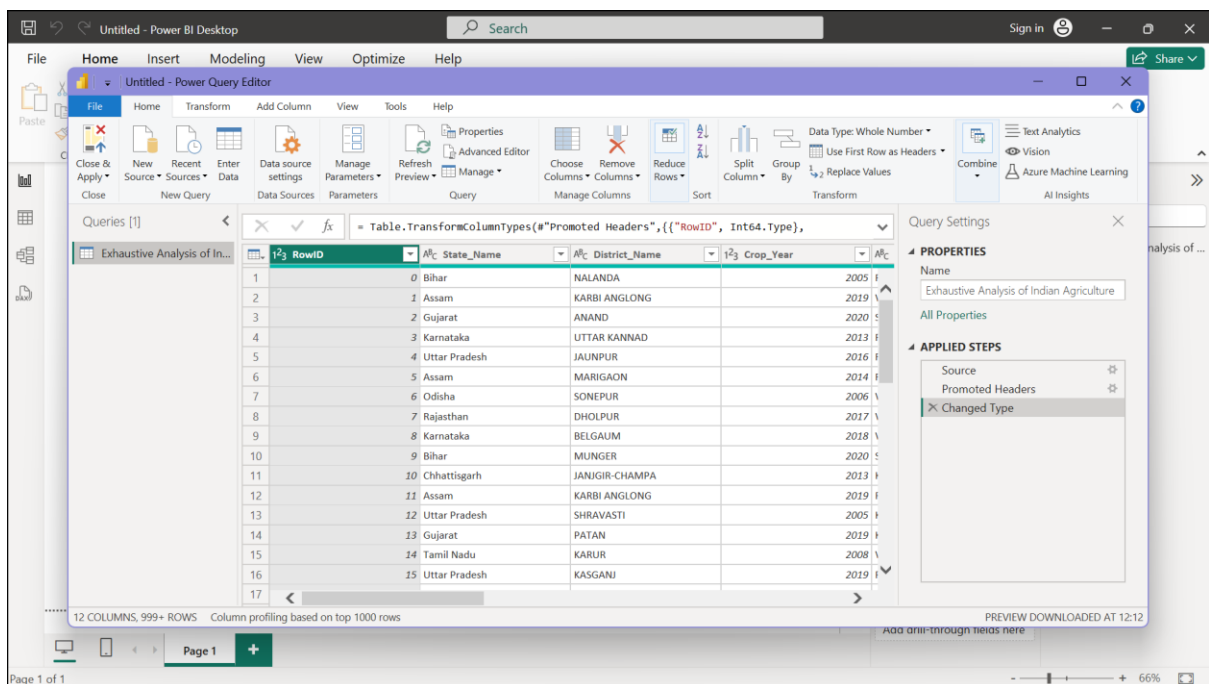 Untitled - Power BI Desktop
Search
Sign in
File Home Insert Modeling View Optimize Help
Share
Paste
Untitled - Power Query Editor
File Home Transform Add Column View Tools Help
Close & Apply
New Source
Recent Sources
Enter Data
Data source settings
Manage Parameters
Refresh Preview
Properties
Advanced Editor
Manage
Choose Columns
Remove Columns
Reduce Rows
Split Column
Group By
Data Type: Whole Number
Use First Row as Headers
Replace Values
Combine
Text Analytics
Vision
Azure Machine Learning
Close New Query Data Sources Parameters Query Manage Columns Sort Transform AI Insights
Queries [1]
fx = Table.TransformColumnTypes(#"Promoted Headers",{{"RowID", Int64.Type},
Exhaustive Analysis of In...
123 RowID ABC State_Name ABC District_Name 123 Crop_Year ABC
1 0 Bihar NALANDA 2005
2 1 Assam KARBI ANGLONG 2019
3 2 Gujarat ANAND 2020
4 3 Karnataka UTTAR KANNAD 2013
5 4 Uttar Pradesh JAUNPUR 2016
6 5 Assam MARIGAON 2014
7 6 Odisha SONEPUR 2006
8 7 Rajasthan DHOLPUR 2017
9 8 Karnataka BELGAUM 2018
10 9 Bihar MUNGER 2020
11 10 Chhattisgarh JANJGIR-CHAMPA 2013
12 11 Assam KARBI ANGLONG 2019
13 12 Uttar Pradesh SHRAVASTI 2005
14 13 Gujarat PATAN 2019
15 14 Tamil Nadu KARUR 2008
16 15 Uttar Pradesh KASGANJ 2019
17
Query Settings
PROPERTIES
Name
Exhaustive Analysis of Indian Agriculture
All Properties
APPLIED STEPS
Source
Promoted Headers
Changed Type
nalysis of ...
12 COLUMNS, 999+ ROWS Column profiling based on top 1000 rows
PREVIEW DOWNLOADED AT 12:12
Add drill-through fields here
Page 1
Page 1 of 1
66%